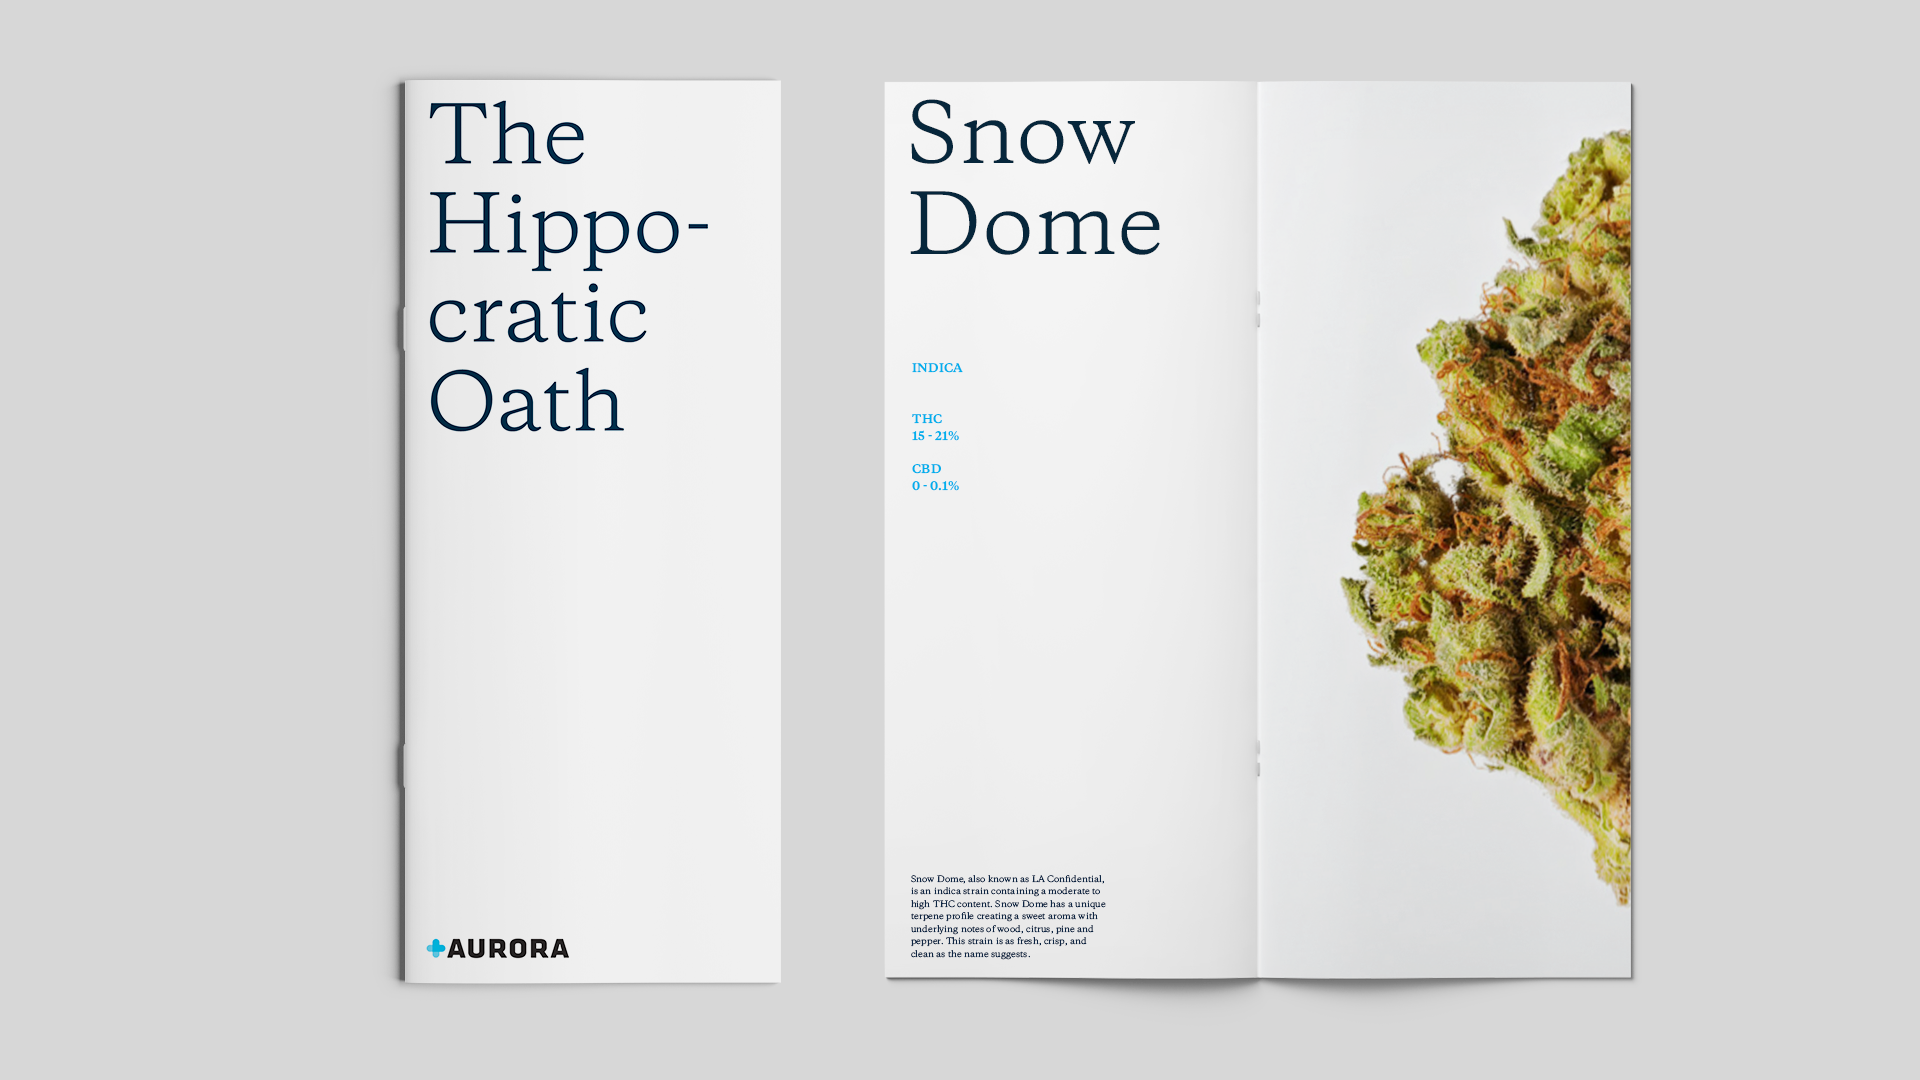 The
Hippo-
cratic
Oath
AURORA
Snow
Dome
INDICA
THC
15 - 21%
CBD
0 - 0.1%
Snow Dome, also known as LA Confidential,
is an indica strain containing a moderate to
high THC content. Snow Dome has a unique
terpene profile creating a sweet aroma with
underlying notes of wood, citrus, pine and
pepper. This strain is as fresh, crisp, and
clean as the name suggests.